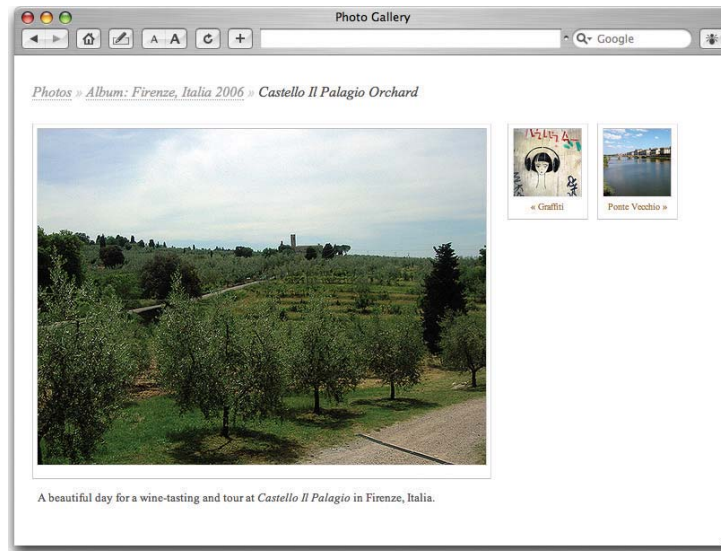 Photo Gallery
A A
Google
Photos » Album: Firenze, Italia 2006 » Castello Il Palagio Orchard
« Graffiti
Ponte Vecchio »
A beautiful day for a wine-tasting and tour at Castello Il Palagio in Firenze, Italia.